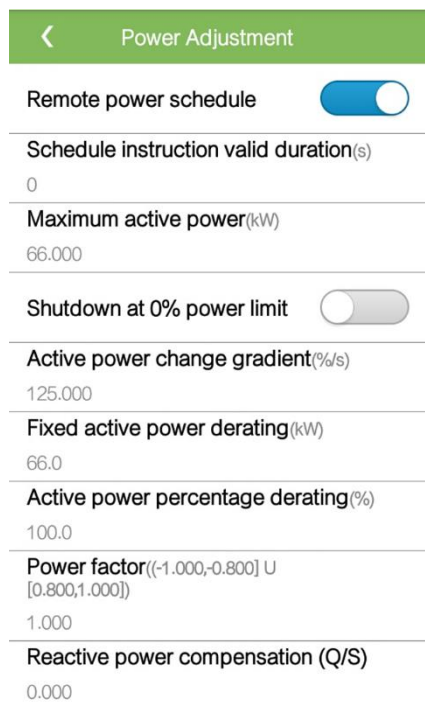 Power Adjustment
Remote power schedule
Schedule instruction valid duration(s)
0
Maximum active power(kW)
66.000
Shutdown at 0% power limit
Active power change gradient(%/s)
125.000
Fixed active power derating(kW)
66.0
Active power percentage derating(%)
100.0
Power factor((-1.000,-0.800] U
[0.800,1.000])
1.000
Reactive power compensation (Q/S)
0.000